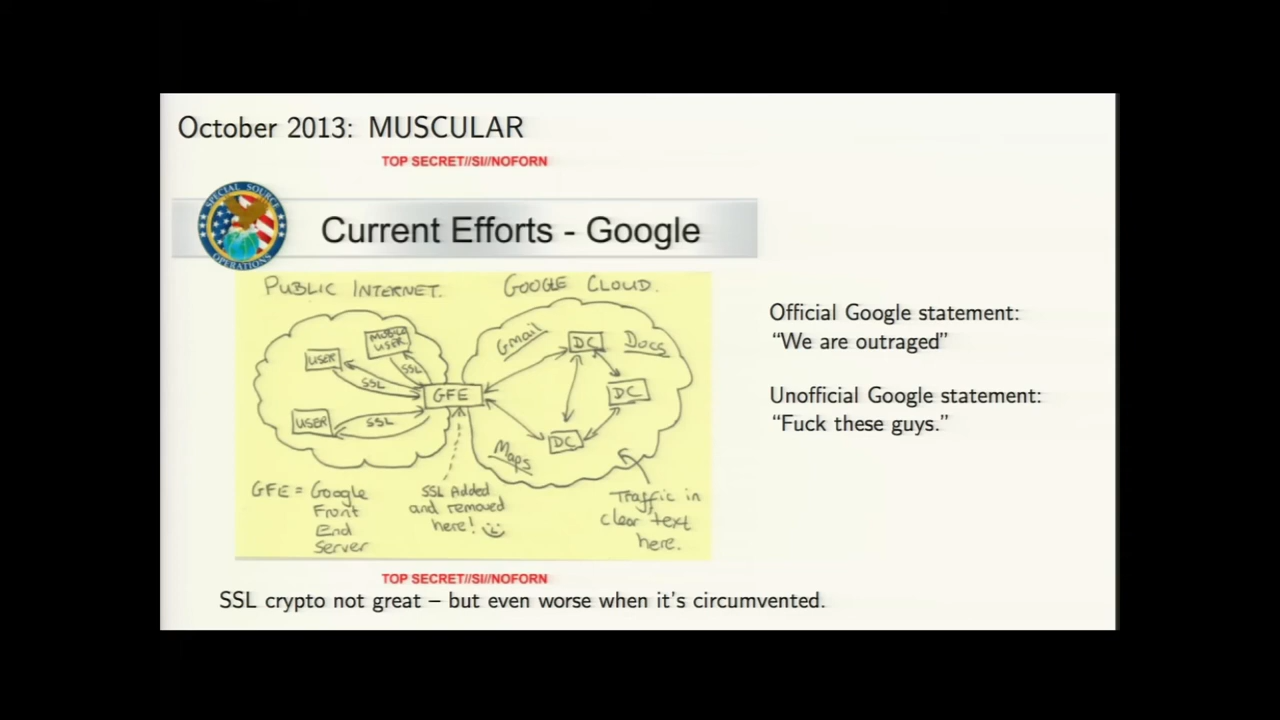 October 2013: MUSCULAR
TOP SECRET//SI//NOFORN
SPECIAL SOURCE
OPERATIONS
Current Efforts - Google
PUBLIC INTERNET.
GOOGLE CLOUD.
MOBILE
USER
USER
SSL
SSL
USER
SSL
GFE
Gmail
DC
Docs
DC
DC
Maps
GFE = Google
Front
End
Server
SSL Added
and removed
here!
Traffic in
clear text
here.
TOP SECRET//SI//NOFORN
Official Google statement:
“We are outraged”
Unofficial Google statement:
“Fuck these guys.”
SSL crypto not great – but even worse when it's circumvented.